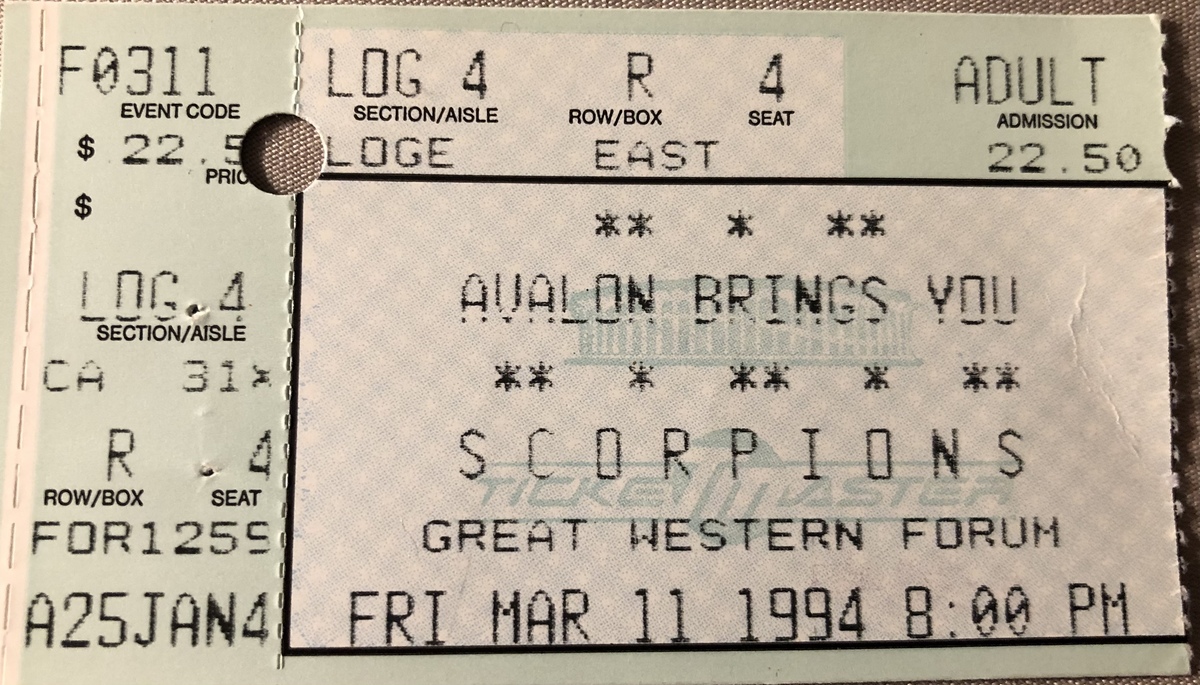 F0311
EVENT CODE
$ 22.5
PRIC
$
LOG 4
SECTION/AISLE
CA 31*
R 4
ROW/BOX SEAT
FOR1259
A25JAN4
LOG 4 R 4 ADULT
SECTION/AISLE ROW/BOX SEAT ADMISSION
LOGE EAST 22.50
** * **
AVALON BRINGS YOU
** * ** * **
SCORPIONS
TICKETMASTER
GREAT WESTERN FORUM
FRI MAR 11 1994 8:00 PM